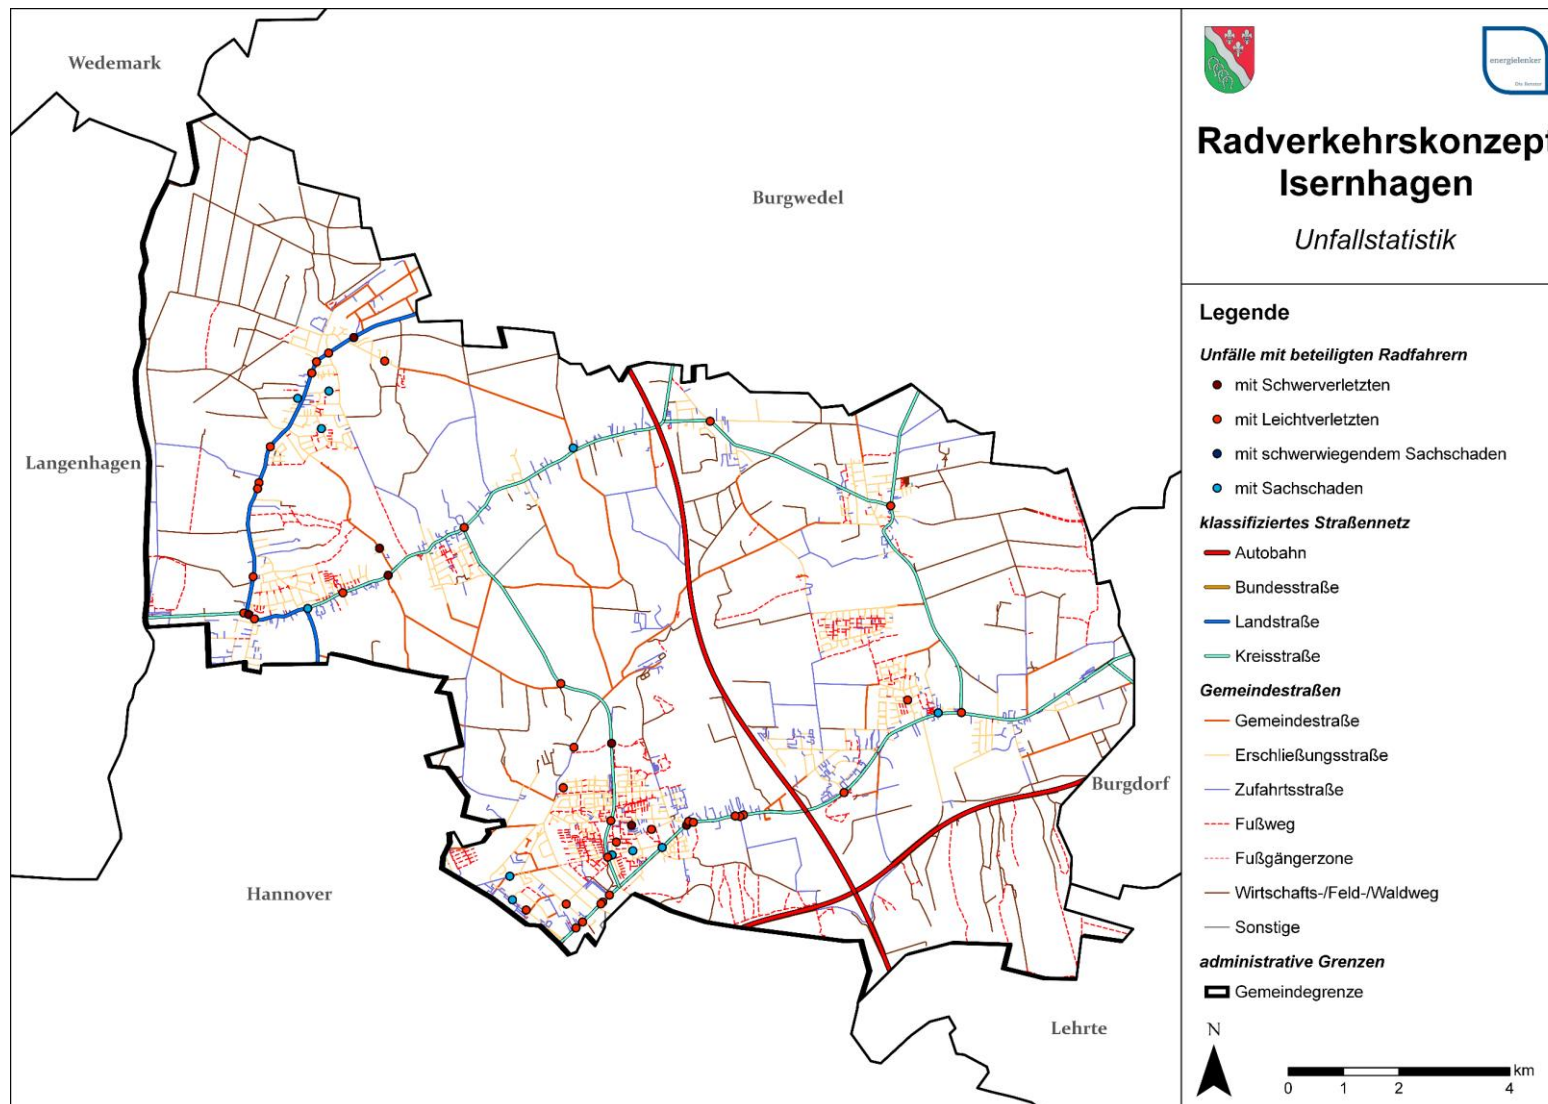 Wedemark
Burgwedel
Langenhagen
Hannover
Burgdorf
Lehrte
energielenker
Radverkehrskonzept
Isernhagen
Unfallstatistik
Legende
Unfälle mit beteiligten Radfahrern
mit Schwerverletzten
mit Leichtverletzten
mit schwerwiegendem Sachschaden
mit Sachschaden
klassifiziertes Straßennetz
Autobahn
Bundesstraße
Landstraße
Kreisstraße
Gemeindestraßen
Gemeindestraße
Erschließungsstraße
Zufahrtsstraße
Fußweg
Fußgängerzone
Wirtschafts-/Feld-/Waldweg
Sonstige
administrative Grenzen
Gemeindegrenze
N
km
0 1 2 4